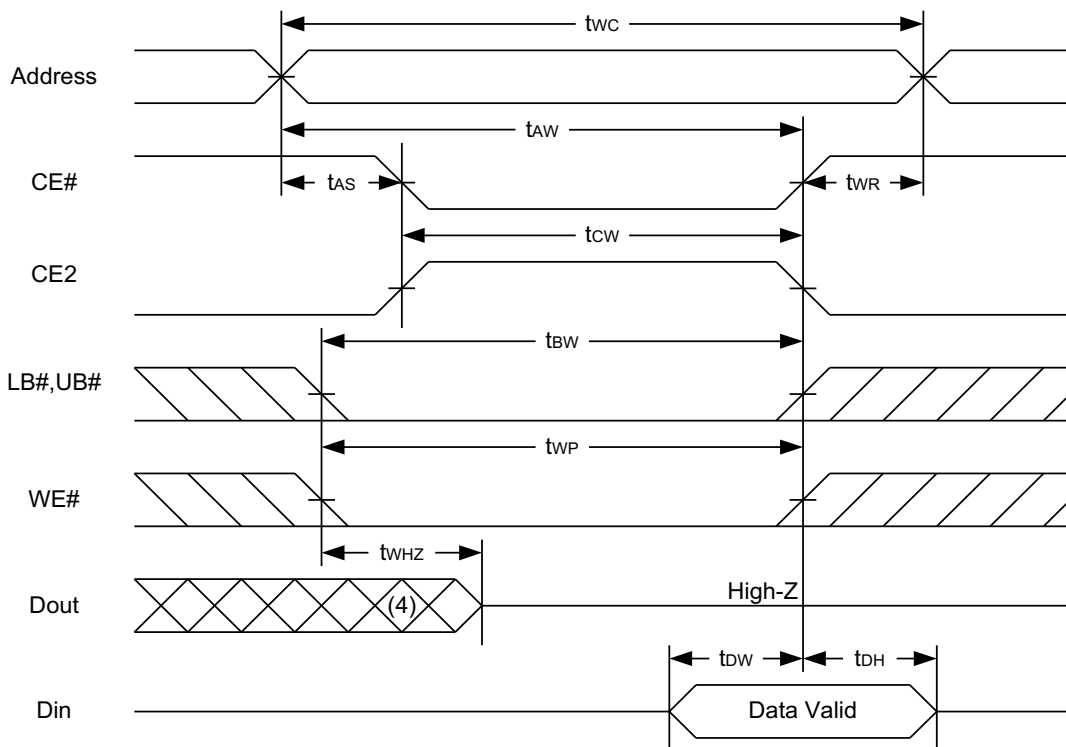 tWC
Address
tAW
CE#
tAS
tWR
tCW
CE2
tBW
LB#,UB#
tWP
WE#
tWHZ
Dout
(4)
High-Z
tDW
tDH
Din
Data Valid